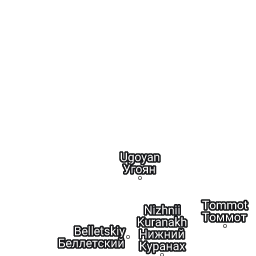 Ugoyan
Угоян
Tommot
Томмот
Nizhnii
Kuranakh
Нижний
Куранах
Belletskiy
Беллетский